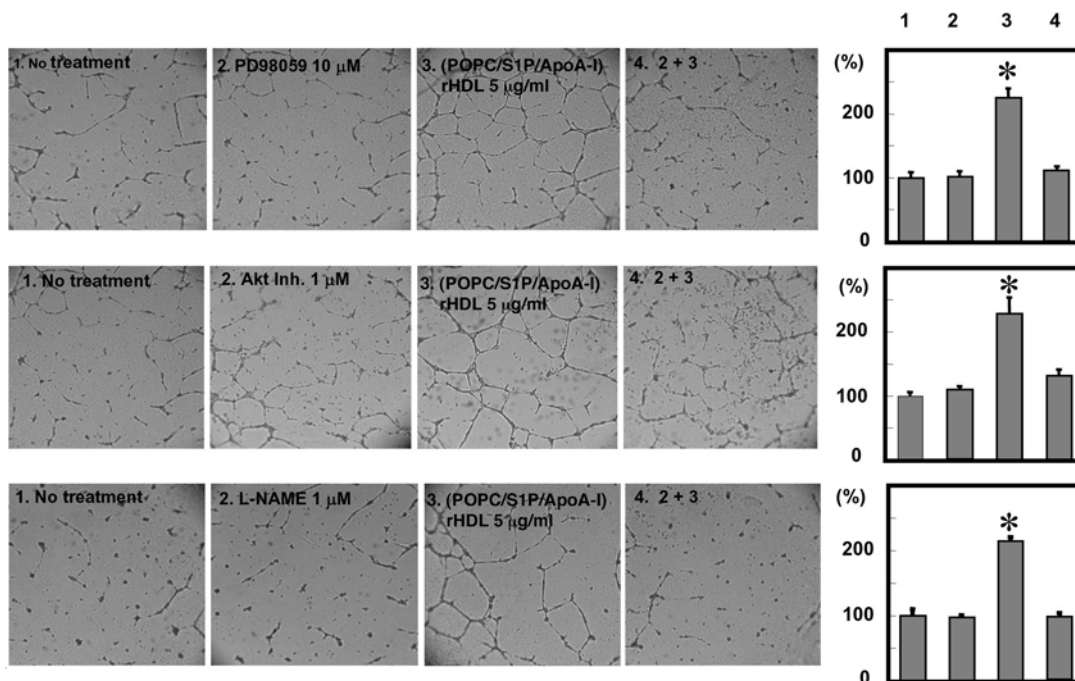 1 2 3 4
1. No treatment
2. PD98059 10 μM
3. (POPC/S1P/ApoA-I)
rHDL 5 μg/ml
4. 2 + 3
(%)
200
100
0
*
1. No treatment
2. Akt Inh. 1 μM
3. (POPC/S1P/ApoA-I)
rHDL 5 μg/ml
4. 2 + 3
(%)
200
100
0
*
1. No treatment
2. L-NAME 1 μM
3. (POPC/S1P/ApoA-I)
rHDL 5 μg/ml
4. 2 + 3
(%)
200
100
0
*